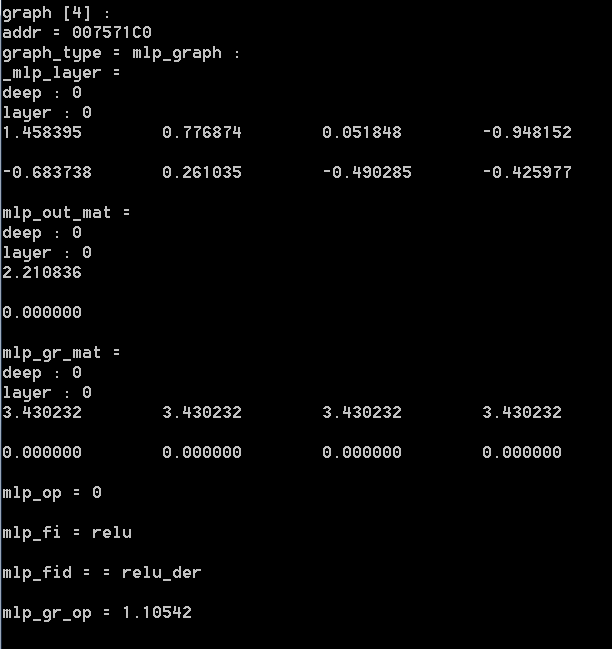 graph [4] :
addr = 007571C0
graph_type = mlp_graph :
_mlp_layer =
deep : 0
layer : 0
1.458395 0.776874 0.051848 -0.948152
-0.683738 0.261035 -0.490285 -0.425977
mlp_out_mat =
deep : 0
layer : 0
2.210836
0.000000
mlp_gr_mat =
deep : 0
layer : 0
3.430232 3.430232 3.430232 3.430232
0.000000 0.000000 0.000000 0.000000
mlp_op = 0
mlp_fi = relu
mlp_fid = = relu_der
mlp_gr_op = 1.10542